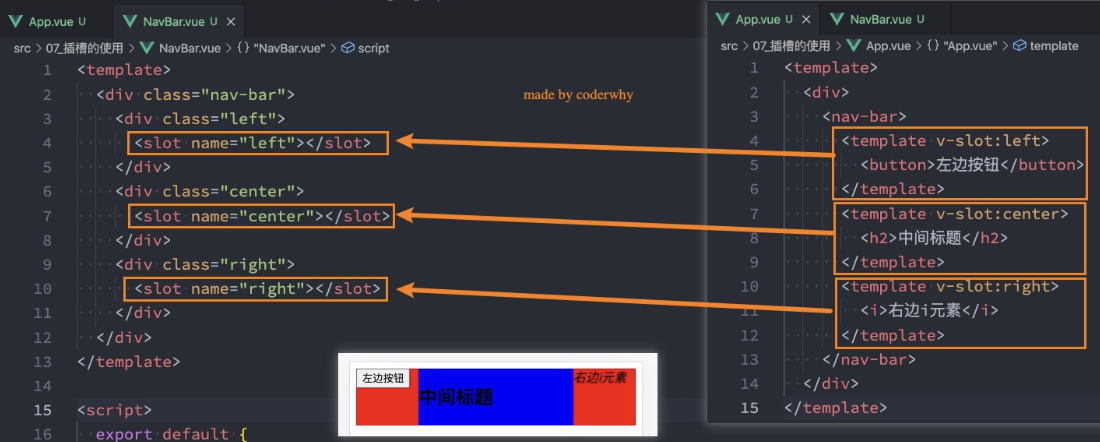 App.vue U NavBar.vue U ×
src > 07_插槽的使用 > NavBar.vue > {} "NavBar.vue" > script
1 <template>
2 <div class="nav-bar">
3 <div class="left">
4 <slot name="left"></slot>
5 </div>
6 <div class="center">
7 <slot name="center"></slot>
8 </div>
9 <div class="right">
10 <slot name="right"></slot>
11 </div>
12 </div>
13 </template>
14
15 <script>
16 export default {
made by coderwhy
左边按钮
中间标题
右边i元素
App.vue U × NavBar.vue U
src > 07_插槽的使用 > App.vue > {} "App.vue" > template
1 <template>
2 <div>
3 <nav-bar>
4 <template v-slot:left>
5 <button>左边按钮</button>
6 </template>
7 <template v-slot:center>
8 <h2>中间标题</h2>
9 </template>
10 <template v-slot:right>
11 <i>右边i元素</i>
12 </template>
13 </nav-bar>
14 </div>
15 </template>